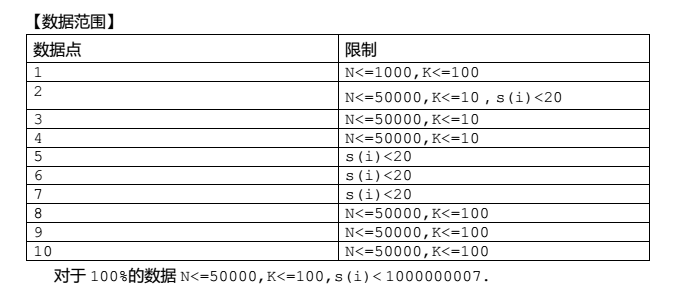 【数据范围】
数据点 限制
1 N<=1000,K<=100
2 N<=50000,K<=10 , s(i)<20
3 N<=50000,K<=10
4 N<=50000,K<=10
5 s(i)<20
6 s(i)<20
7 s(i)<20
8 N<=50000,K<=100
9 N<=50000,K<=100
10 N<=50000,K<=100
对于 100%的数据 N<=50000,K<=100,s(i)<1000000007.